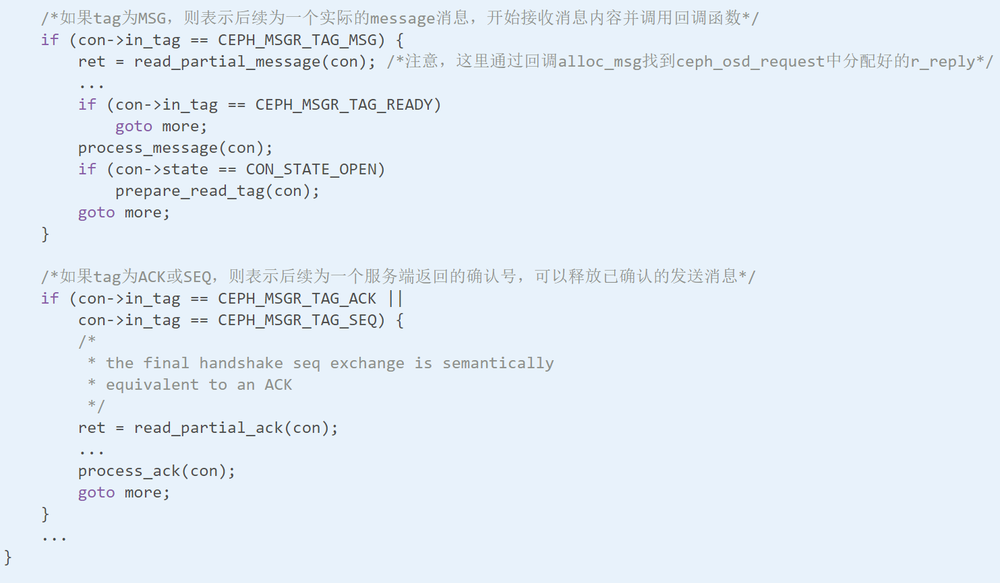 /*如果tag为MSG，则表示后续为一个实际的message消息，开始接收消息内容并调用回调函数*/
if (con->in_tag == CEPH_MSGR_TAG_MSG) {
ret = read_partial_message(con); /*注意，这里通过回调alloc_msg找到ceph_osd_request中分配好的r_reply*/
...
if (con->in_tag == CEPH_MSGR_TAG_READY)
goto more;
process_message(con);
if (con->state == CON_STATE_OPEN)
prepare_read_tag(con);
goto more;
}
/*如果tag为ACK或SEQ，则表示后续为一个服务端返回的确认号，可以释放已确认的发送消息*/
if (con->in_tag == CEPH_MSGR_TAG_ACK ||
con->in_tag == CEPH_MSGR_TAG_SEQ) {
/*
* the final handshake seq exchange is semantically
* equivalent to an ACK
*/
ret = read_partial_ack(con);
...
process_ack(con);
goto more;
}
...
}